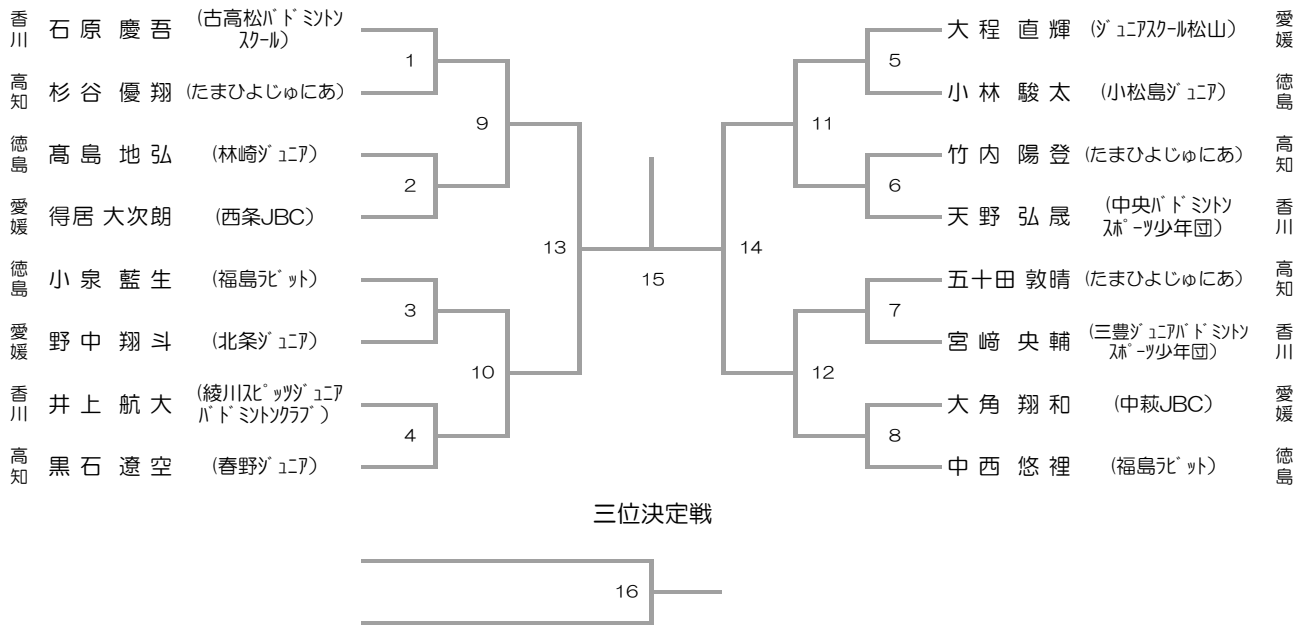 香川 石原 慶吾 (古高松バドミントンスクール)
1
高知 杉谷 優翔 (たまひよじゅにあ)
9
徳島 髙島 地弘 (林崎ジュニア)
2
愛媛 得居 大次朗 (西条JBC)
13
徳島 小泉 藍生 (福島ラビット)
3
愛媛 野中 翔斗 (北条ジュニア)
10
香川 井上 航大 (綾川スピッツジュニアバドミントンクラブ)
4
高知 黒石 遼空 (春野ジュニア)
15
大程 直輝 (ジュニアスクール松山) 愛媛
5
小林 駿太 (小松島ジュニア) 徳島
11
竹内 陽登 (たまひよじゅにあ) 高知
6
天野 弘晟 (中央バドミントンスポーツ少年団) 香川
14
五十田 敦晴 (たまひよじゅにあ) 高知
7
宮﨑 央輔 (三豊ジュニアバドミントンスポーツ少年団) 香川
12
大角 翔和 (中萩JBC) 愛媛
8
中西 悠裡 (福島ラビット) 徳島
三位決定戦
16